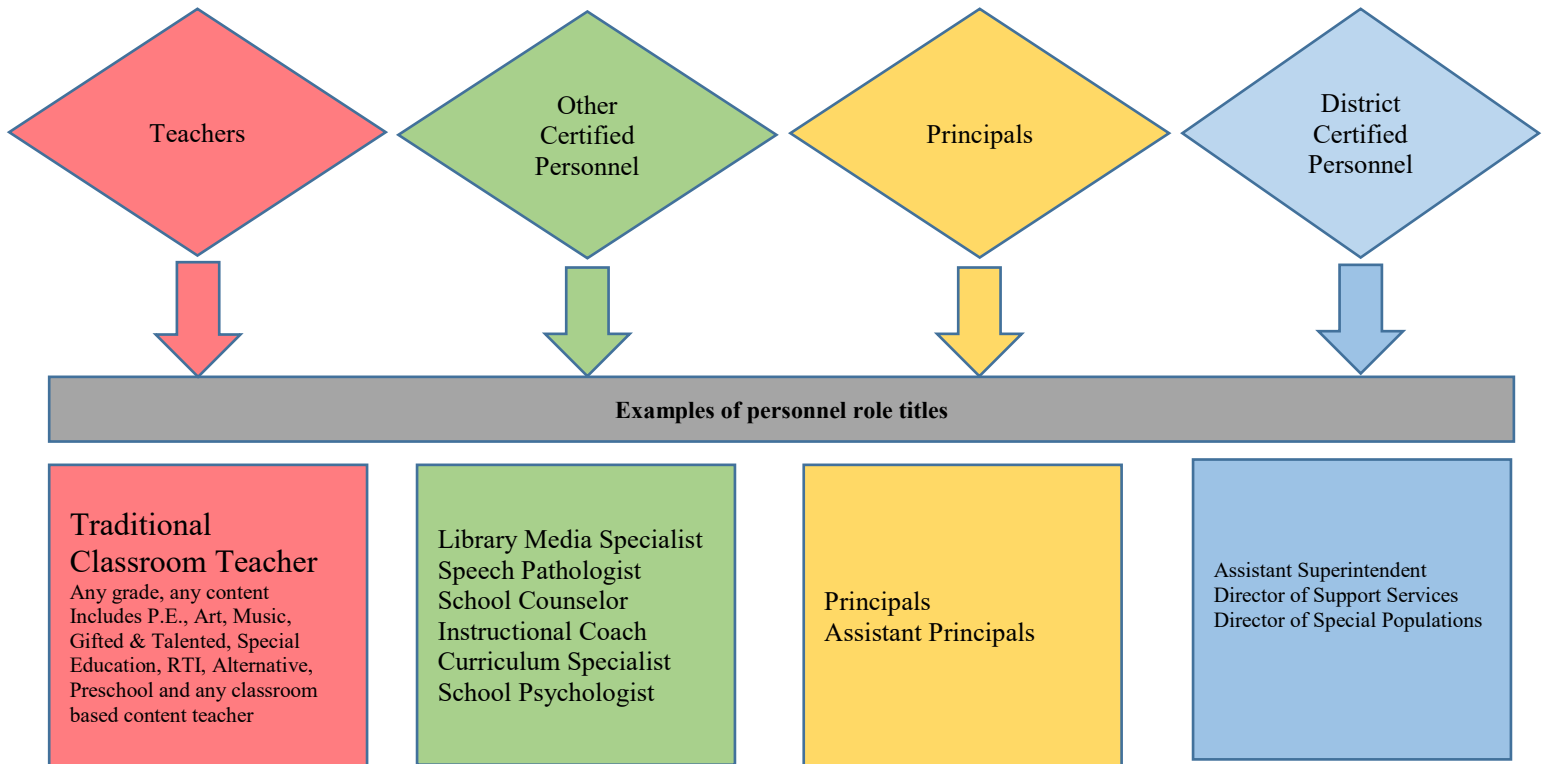 Teachers
Other
Certified
Personnel
Principals
District
Certified
Personnel
Examples of personnel role titles
Traditional
Classroom Teacher
Any grade, any content
Includes P.E., Art, Music,
Gifted & Talented, Special
Education, RTI, Alternative,
Preschool and any classroom
based content teacher
Library Media Specialist
Speech Pathologist
School Counselor
Instructional Coach
Curriculum Specialist
School Psychologist
Principals
Assistant Principals
Assistant Superintendent
Director of Support Services
Director of Special Populations